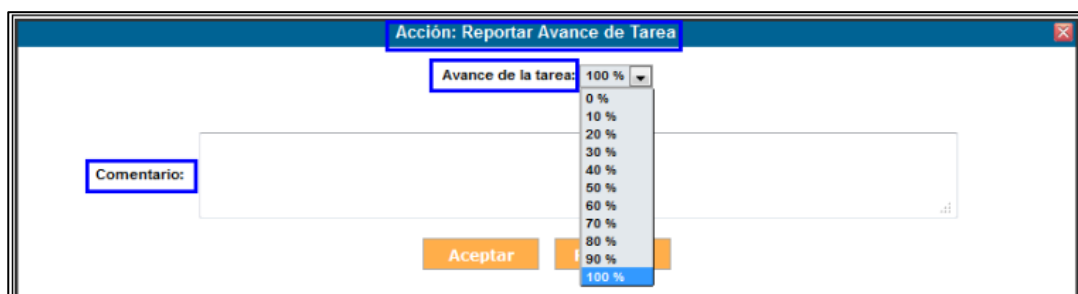 Acción: Reportar Avance de Tarea
Avance de la tarea: 100 %
0 %
10 %
20 %
30 %
40 %
50 %
60 %
70 %
80 %
90 %
100 %
Comentario:
Aceptar